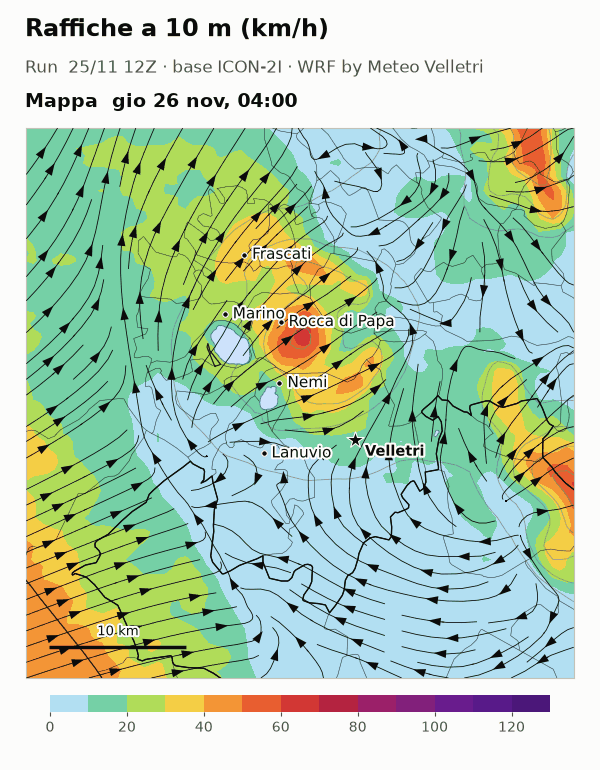 Raffiche a 10 m (km/h)
Run  25/11 12Z · base ICON-2I · WRF by Meteo Velletri
Mappa  gio 26 nov, 04:00
Frascati
Marino
Rocca di Papa
Nemi
Lanuvio
Velletri
10 km
0 20 40 60 80 100 120